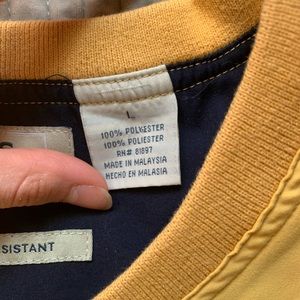 L
100% POLYESTER
100% POLIESTER
RN# 81897
MADE IN MALAYSIA
HECHO EN MALASIA
SISTANT